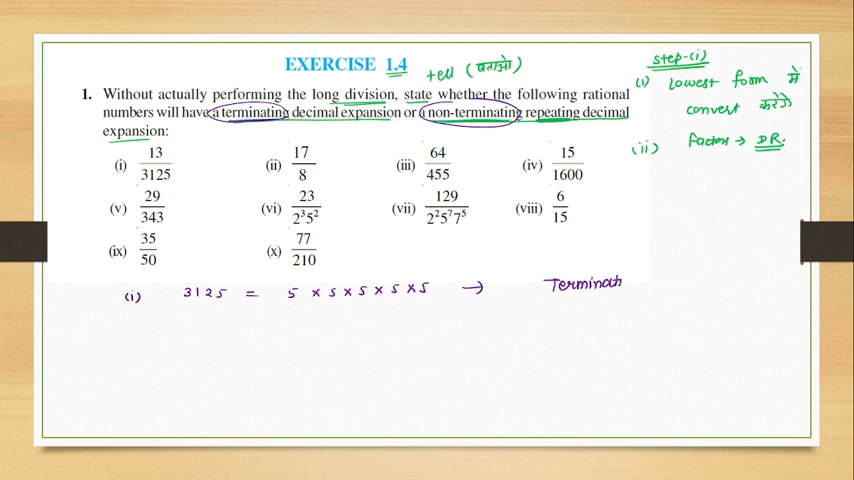 EXERCISE 1.4
tell (बताओ)
1. Without actually performing the long division, state whether the following rational
numbers will have a terminating decimal expansion or a non-terminating repeating decimal
expansion:
(i) 13/3125 (ii) 17/8 (iii) 64/455 (iv) 15/1600
(v) 29/343 (vi) 23/2³5² (vii) 129/2²5⁷7⁵ (viii) 6/15
(ix) 35/50 (x) 77/210
step-(i)
(i) Lowest form में
convert करेंगे
(ii) Factor → DR.
(i) 3125 = 5 × 5 × 5 × 5 × 5 → Terminati